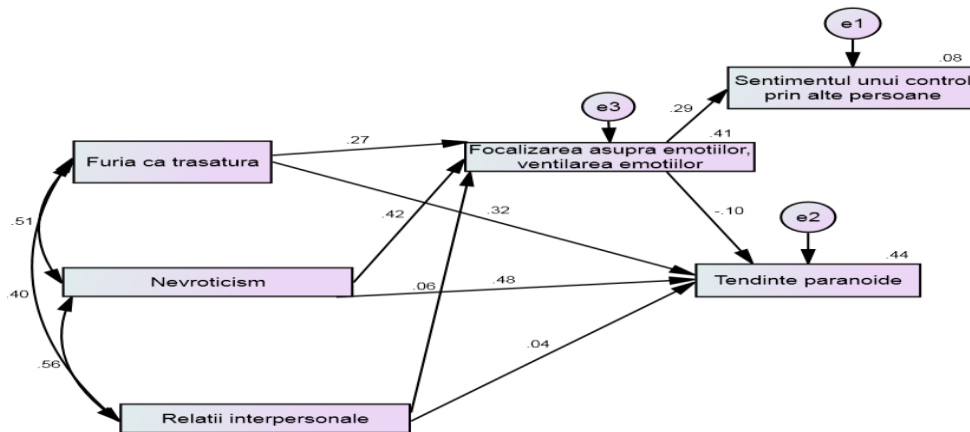 e1
.08
Sentimentul unui control
prin alte persoane
e3
.29
.41
.27
Focalizarea asupra emotiilor,
ventilarea emotiilor
Furia ca trasatura
.51
.42
.32
-.10
e2
.44
Nevroticism
.06
.48
Tendinte paranoide
.40
.04
.56
Relatii interpersonale